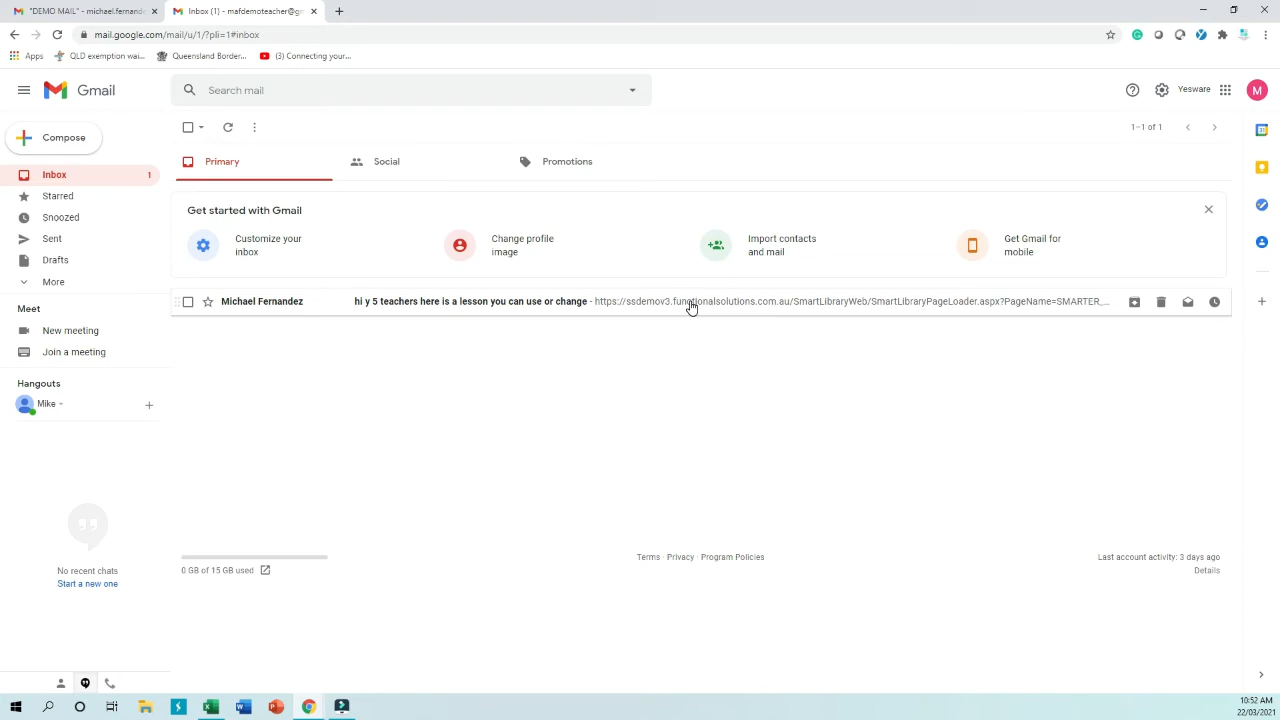 "DEMO MAIL" - michael.fernande
Inbox (1) - mafdemoteacher@gm
mail.google.com/mail/u/1/?pli=1#inbox
Apps
QLD exemption wai...
Queensland Border...
(3) Connecting your...
Gmail
Search mail
Yesware
M
Compose
1–1 of 1
Primary
Social
Promotions
Inbox 1
Starred
Snoozed
Sent
Drafts
More
Get started with Gmail
Customize your
inbox
Change profile
image
Import contacts
and mail
Get Gmail for
mobile
Michael Fernandez hi y 5 teachers here is a lesson you can use or change - https://ssdemov3.functionalsolutions.com.au/SmartLibraryWeb/SmartLibraryPageLoader.aspx?PageName=SMARTER_...
Meet
New meeting
Join a meeting
Hangouts
Mike
No recent chats
Start a new one
0 GB of 15 GB used
Terms · Privacy · Program Policies
Last account activity: 3 days ago
Details
10:52 AM
22/03/2021